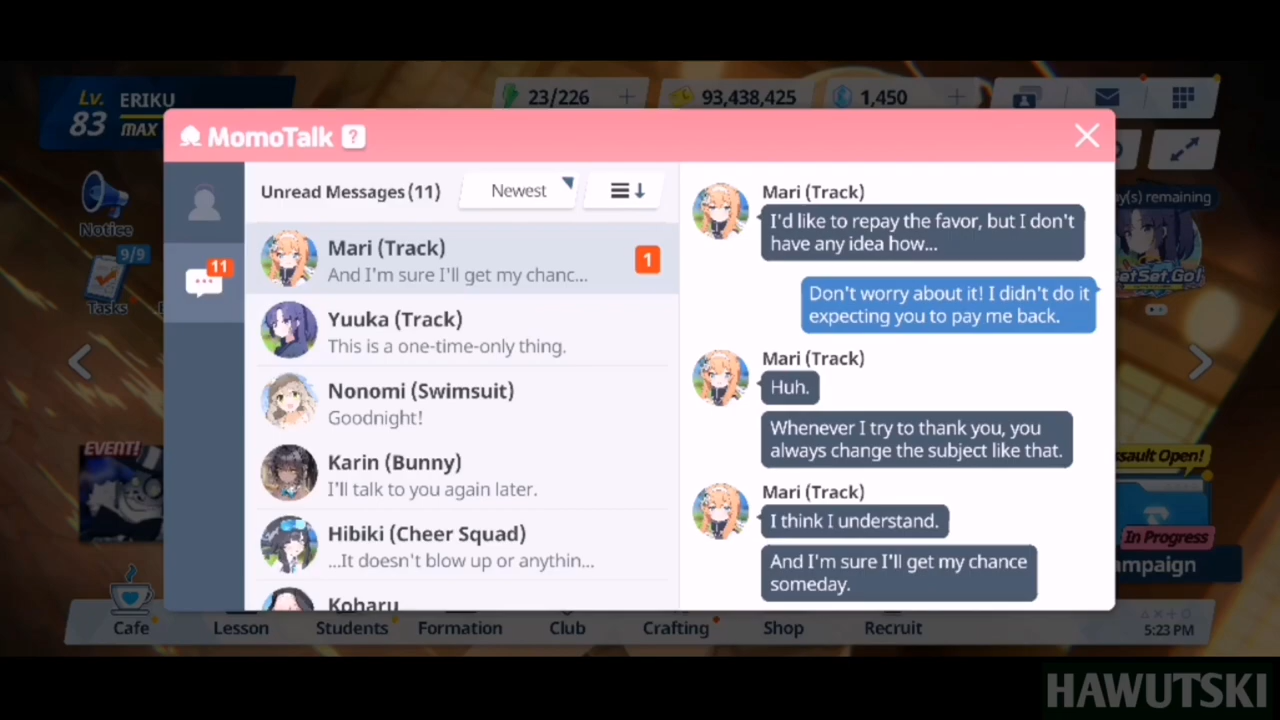 Lv. ERIKU
83 MAX
23/226
93,438,425
1,450
MomoTalk ?
Unread Messages (11)
Newest
11
Mari (Track)
And I'm sure I'll get my chanc...
1
Yuuka (Track)
This is a one-time-only thing.
Nonomi (Swimsuit)
Goodnight!
Karin (Bunny)
I'll talk to you again later.
Hibiki (Cheer Squad)
...It doesn't blow up or anythin...
Koharu
Mari (Track)
I'd like to repay the favor, but I don't
have any idea how...
Don't worry about it! I didn't do it
expecting you to pay me back.
Mari (Track)
Huh.
Whenever I try to thank you, you
always change the subject like that.
Mari (Track)
I think I understand.
And I'm sure I'll get my chance
someday.
Notice
9/9
Tasks
EVENT!
y(s) remaining
etSet,Go!
ssault Open!
In Progress
mpaign
Cafe
Lesson
Students
Formation
Club
Crafting
Shop
Recruit
5:23 PM
HAWUTSKI